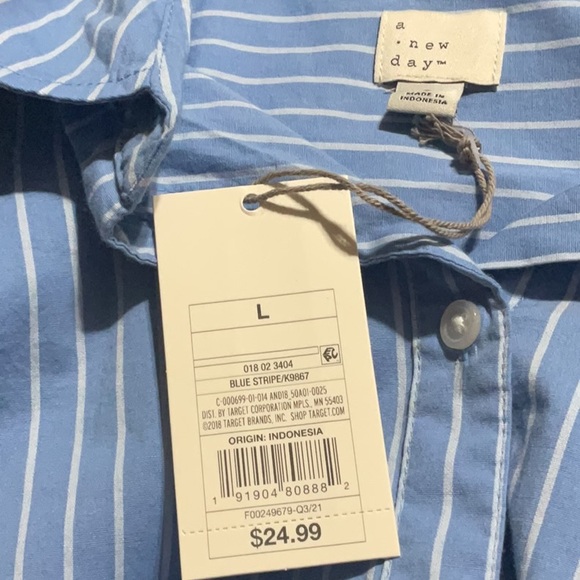 a
• new
day™
MADE IN
INDONESIA
L
018 02 3404
BLUE STRIPE/K9867
C-000699-01-014 AND18_50A01-0025
DIST. BY TARGET CORPORATION MPLS., MN 55403
©2018 TARGET BRANDS, INC. SHOP TARGET.COM
ORIGIN: INDONESIA
1 91904 80888 2
F00249679-Q3/21
$24.99